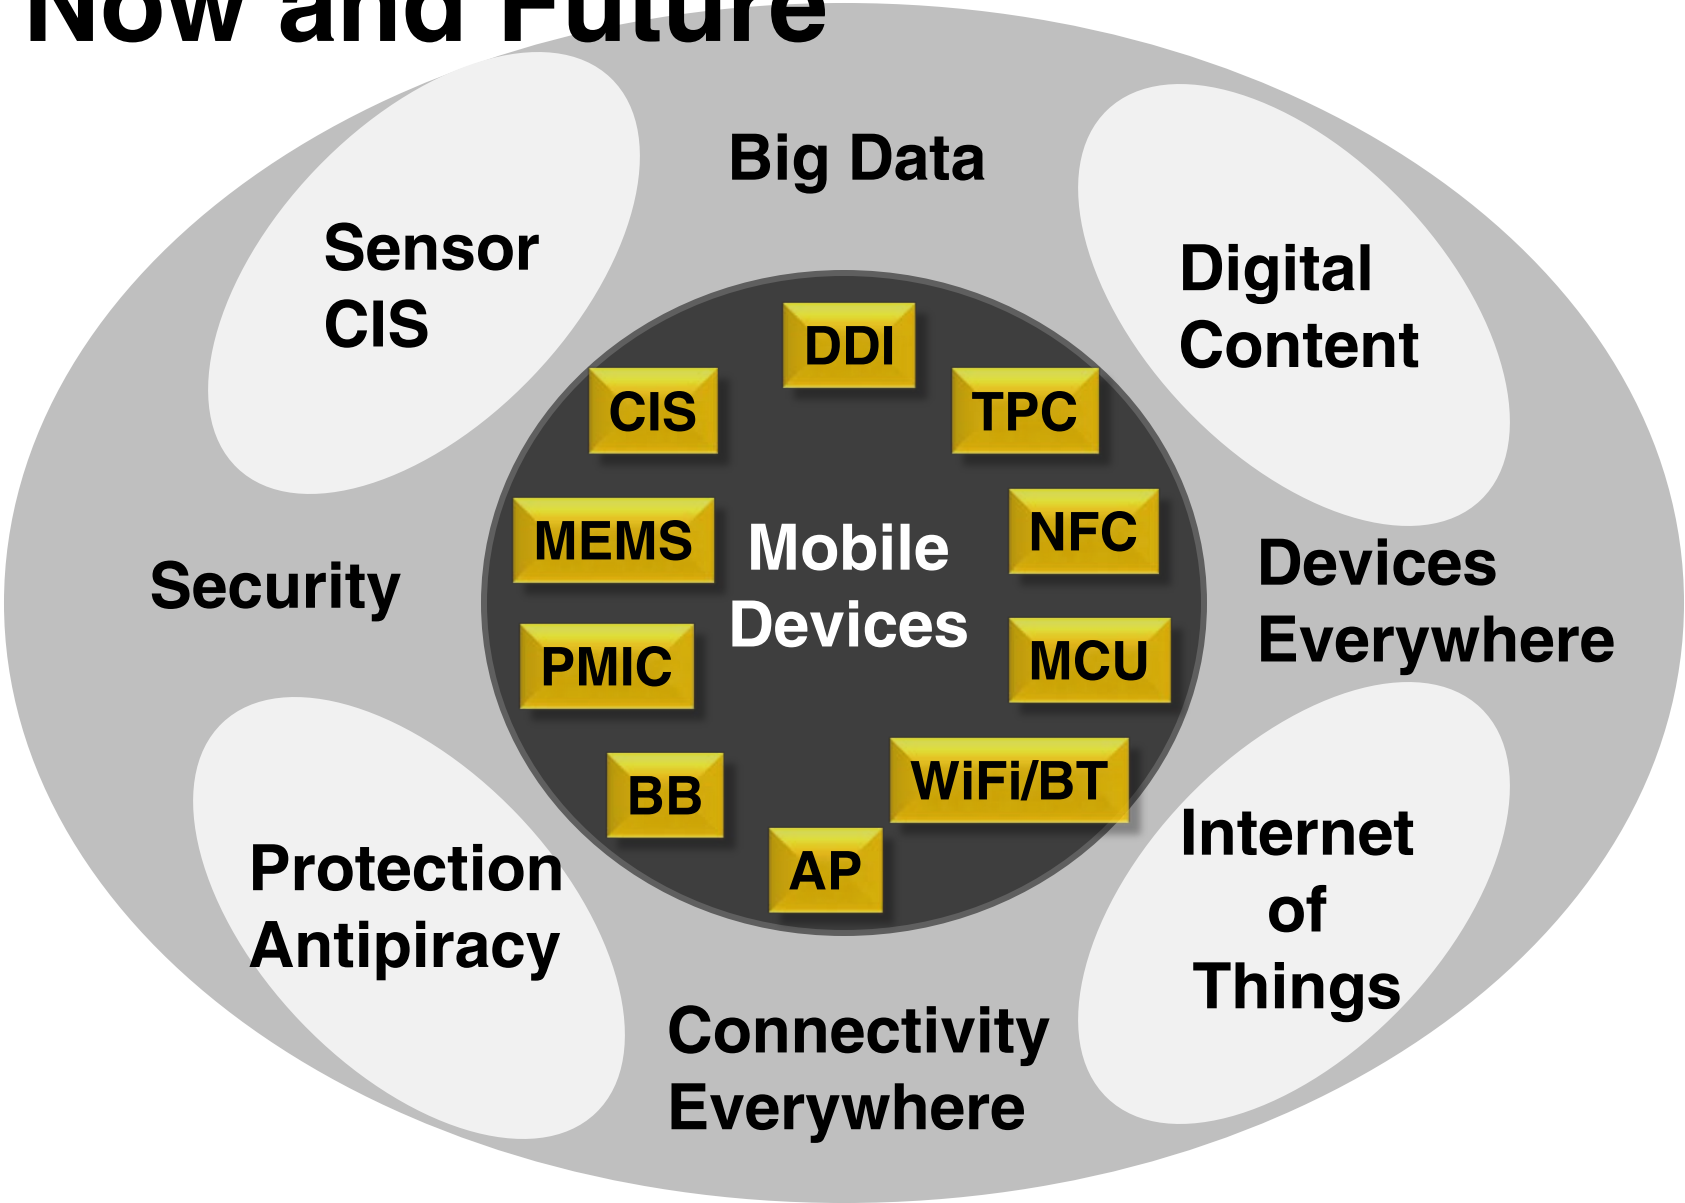 Now and Future
Big Data
Sensor
CIS
Digital
Content
DDI
CIS
TPC
MEMS
Mobile
Devices
NFC
Security
Devices
Everywhere
PMIC
MCU
BB
WiFi/BT
AP
Protection
Antipiracy
Internet
of
Things
Connectivity
Everywhere